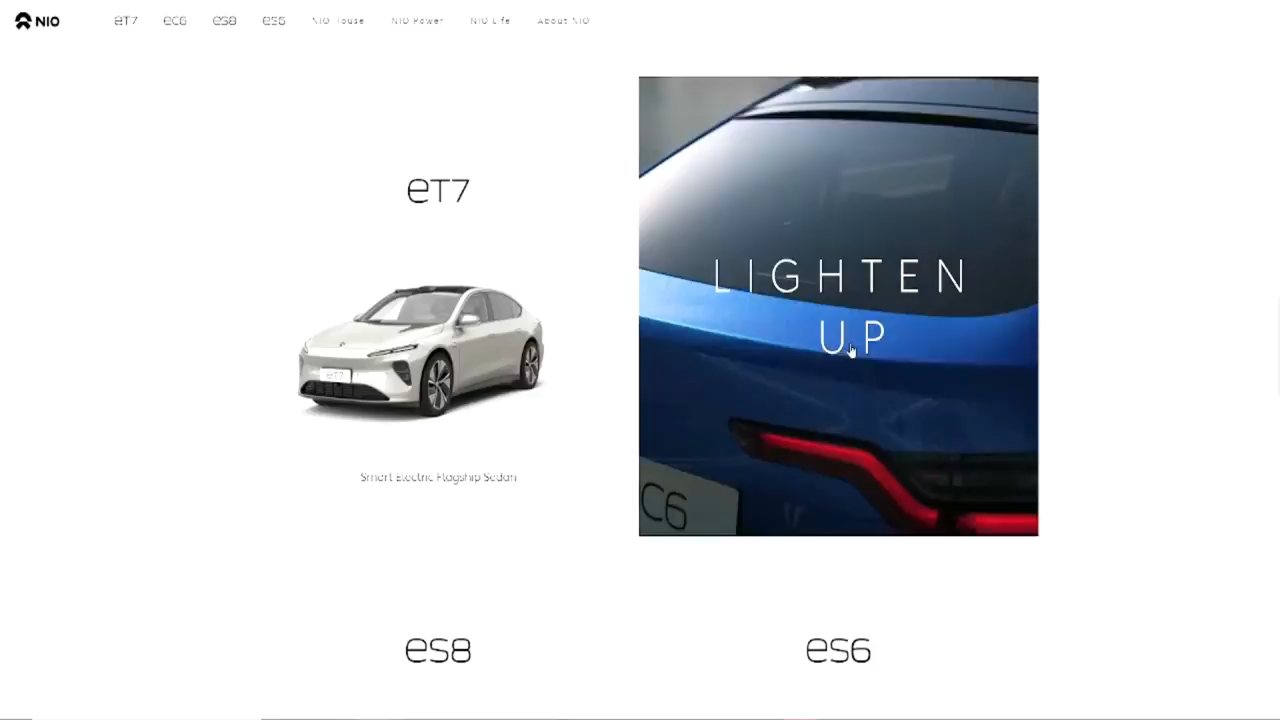 NIO eT7 eC6 eS8 eS6 NIO House NIO Power NIO Life About NIO
eT7
LIGHTEN
UP
eT7
C6
Smart Electric Flagship Sedan
eS8 eS6